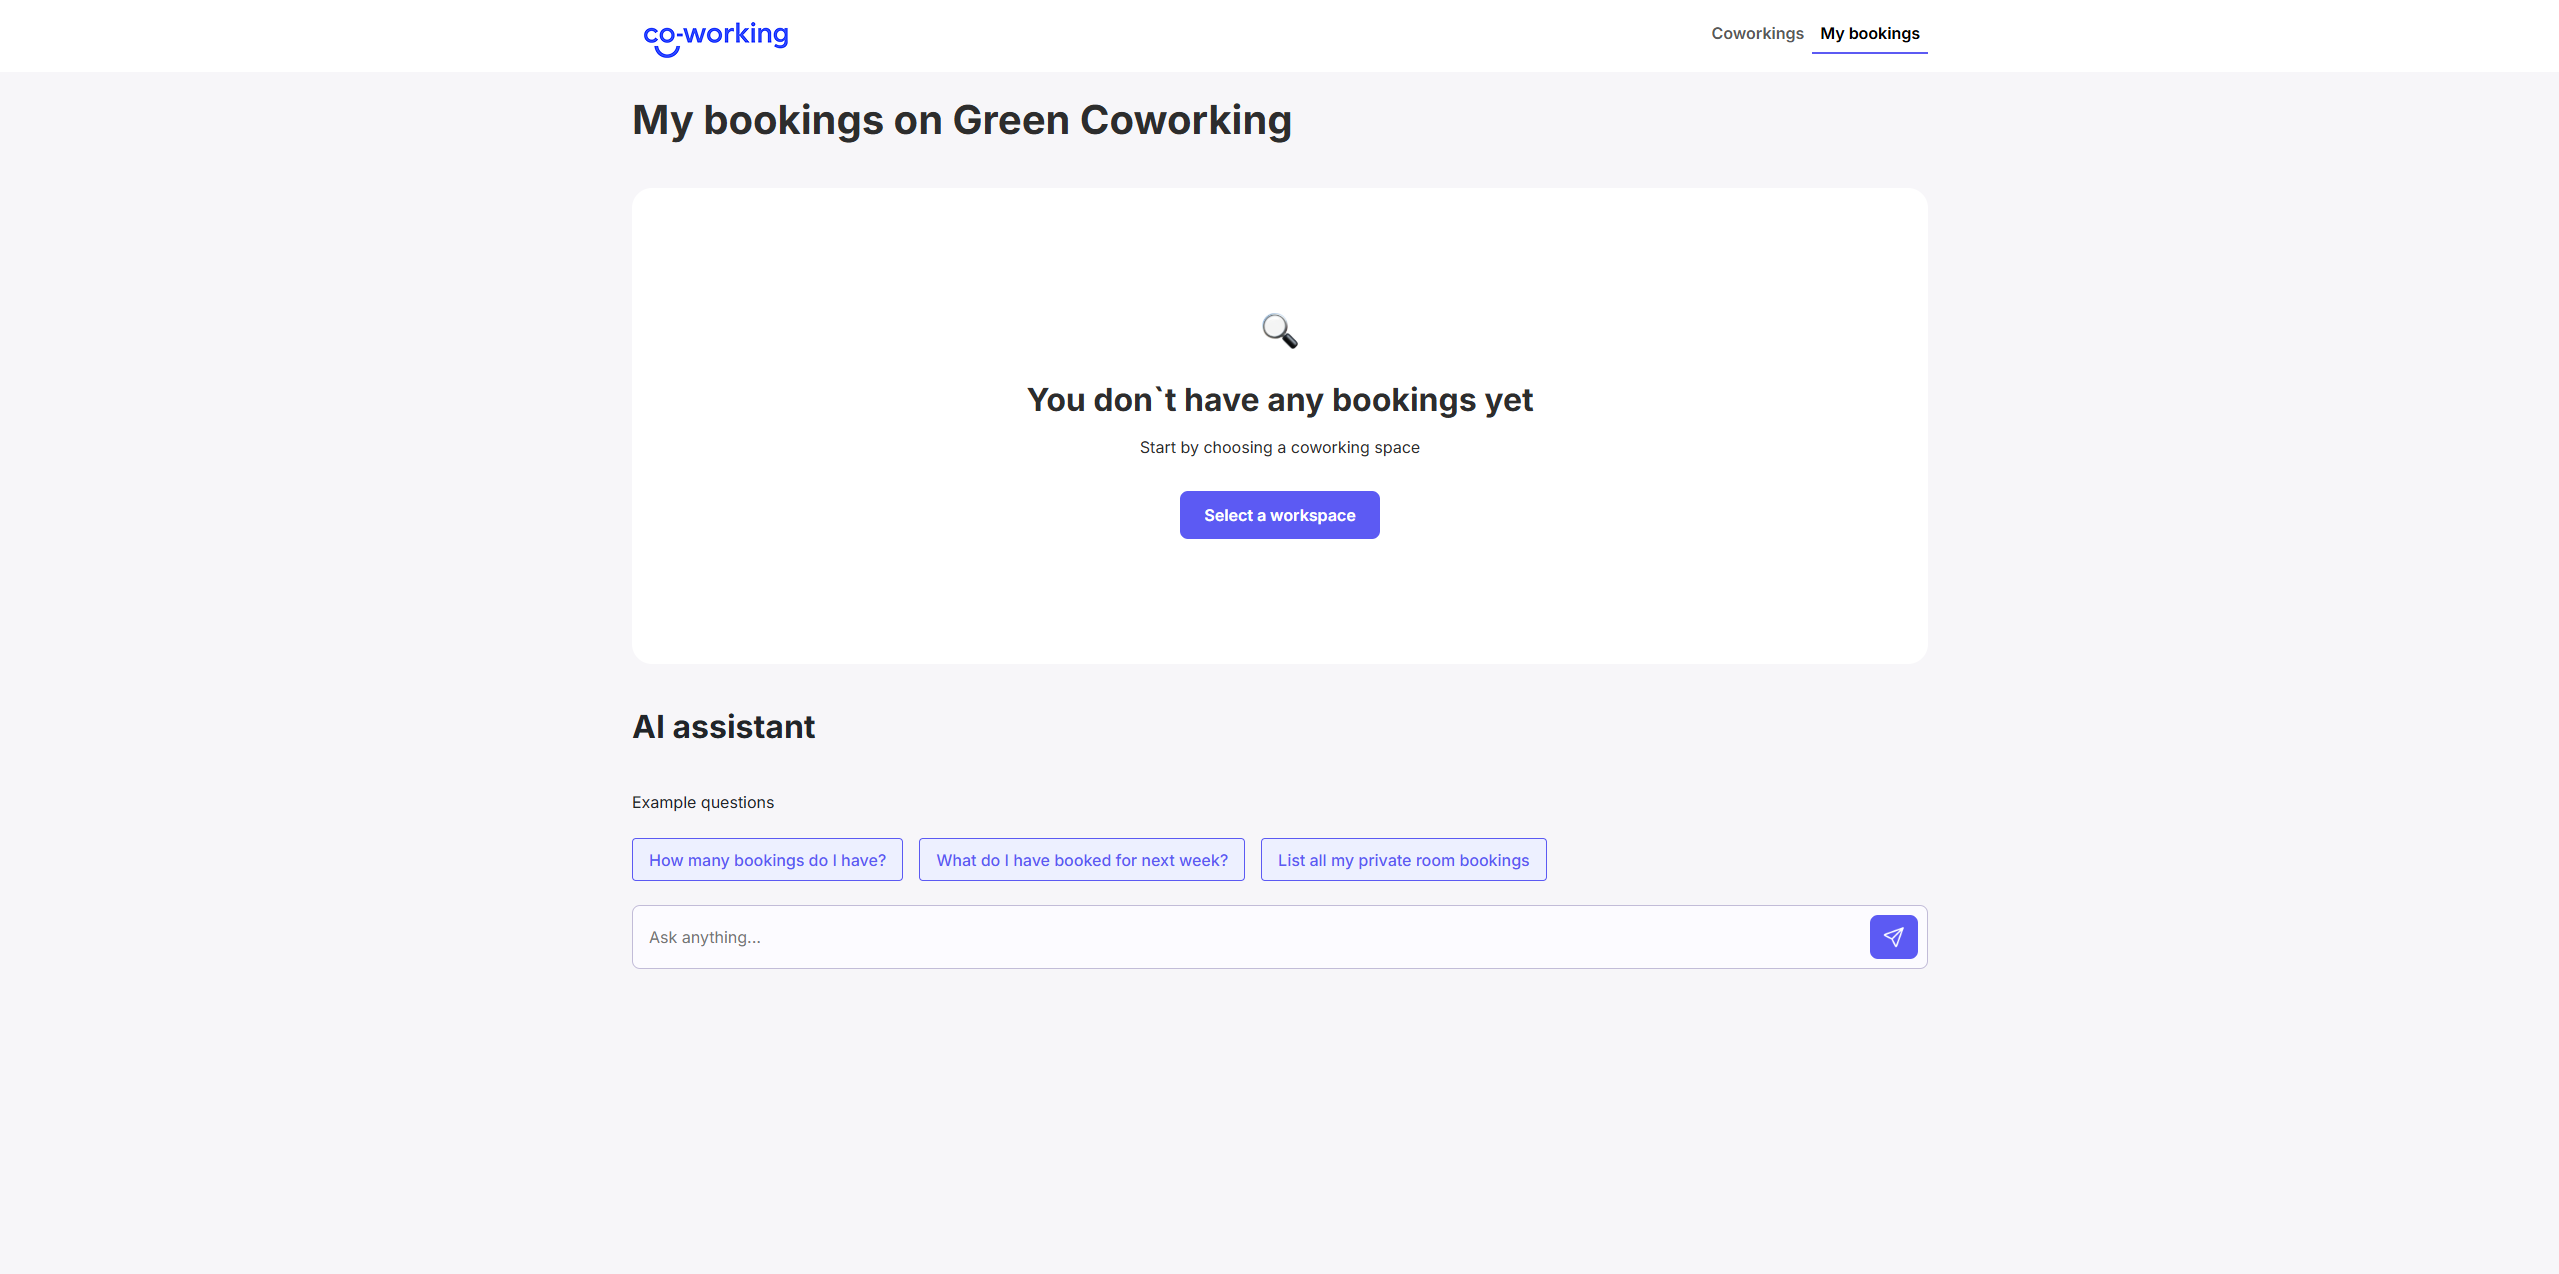 co-working
Coworkings My bookings
My bookings on Green Coworking
You don`t have any bookings yet
Start by choosing a coworking space
Select a workspace
AI assistant
Example questions
How many bookings do I have? What do I have booked for next week? List all my private room bookings
Ask anything...